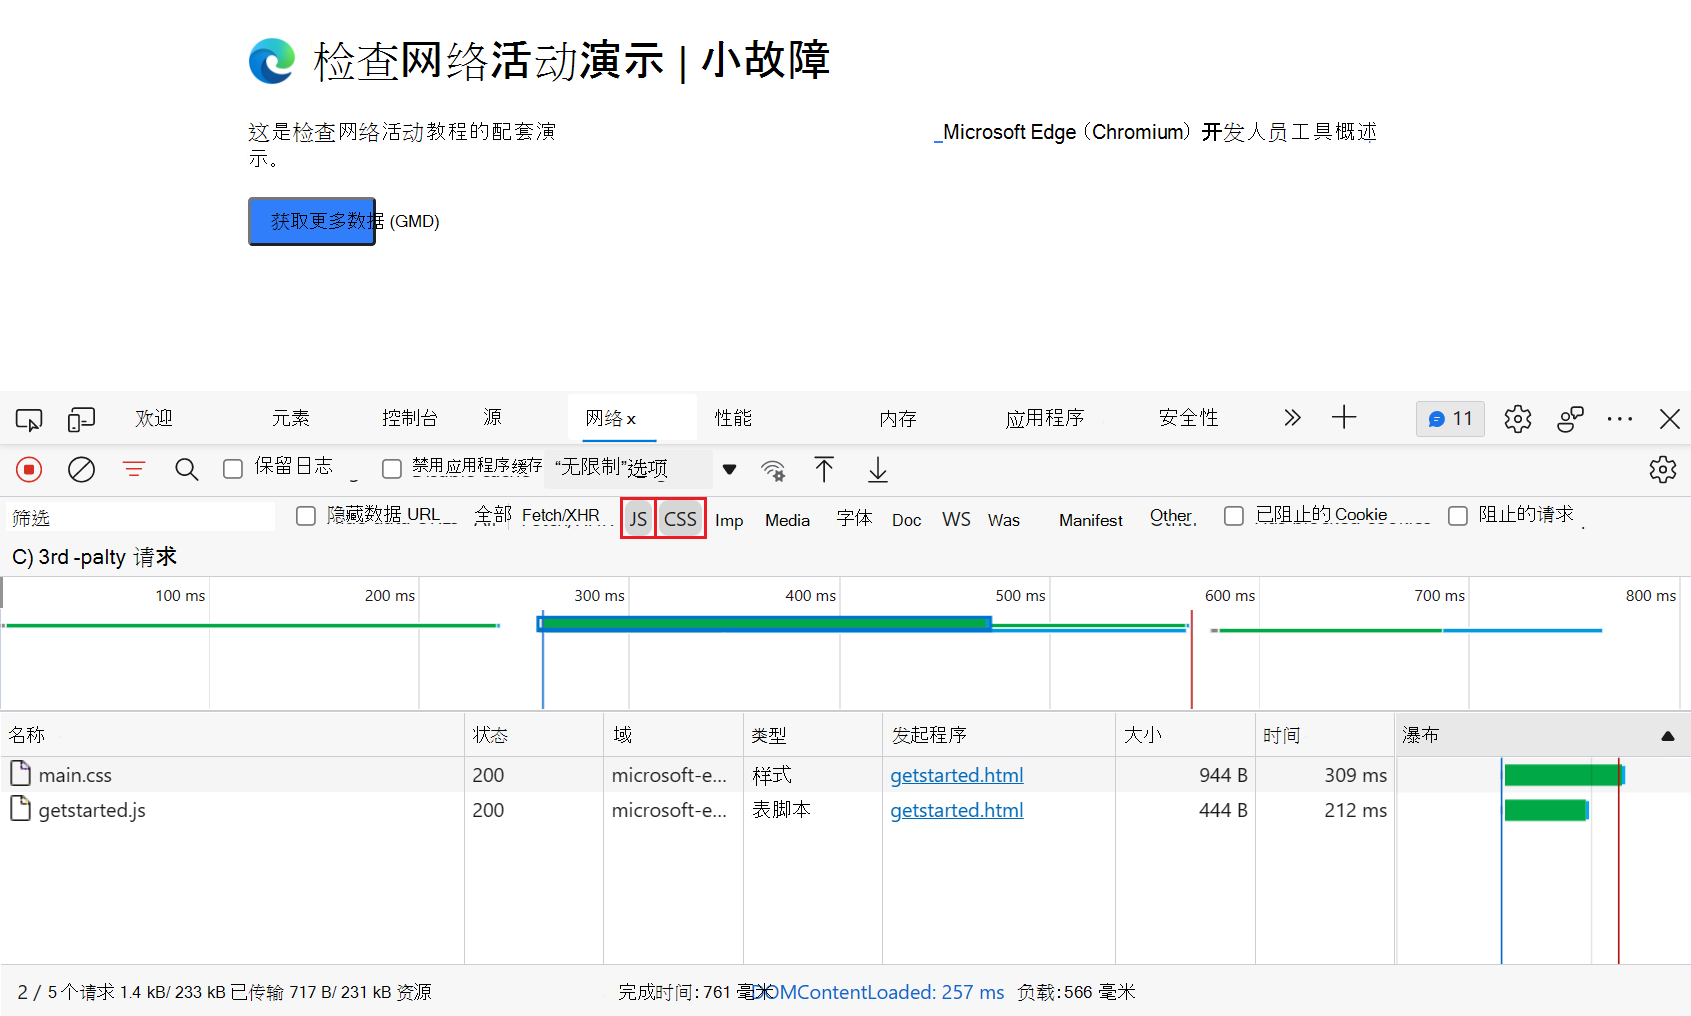 检查网络活动演示 | 小故障
这是检查网络活动教程的配套演示。
_Microsoft Edge (Chromium) 开发人员工具概述
获取更多数据 (GMD)
欢迎 元素 控制台 源 网络 x 性能 内存 应用程序 安全性 11
保留日志 禁用应用程序缓存 “无限制”选项
筛选 隐藏数据 URL 全部 Fetch/XHR JS CSS Imp Media 字体 Doc WS Was Manifest Other 已阻止的 Cookie 阻止的请求
C) 3rd -palty 请求
100 ms 200 ms 300 ms 400 ms 500 ms 600 ms 700 ms 800 ms
名称 状态 域 类型 发起程序 大小 时间 瀑布
main.css 200 microsoft-e... 样式 getstarted.html 944 B 309 ms
getstarted.js 200 microsoft-e... 表脚本 getstarted.html 444 B 212 ms
2 / 5 个请求 1.4 kB/ 233 kB 已传输 717 B/ 231 kB 资源 完成时间: 761 毫米 DOMContentLoaded: 257 ms 负载: 566 毫米